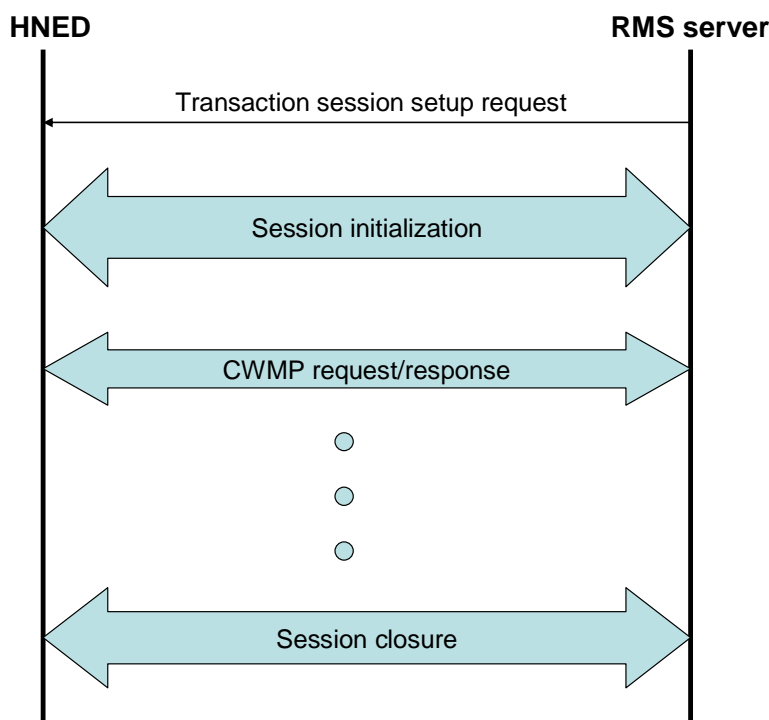 HNED
RMS server
Transaction session setup request
Session initialization
CWMP request/response
Session closure